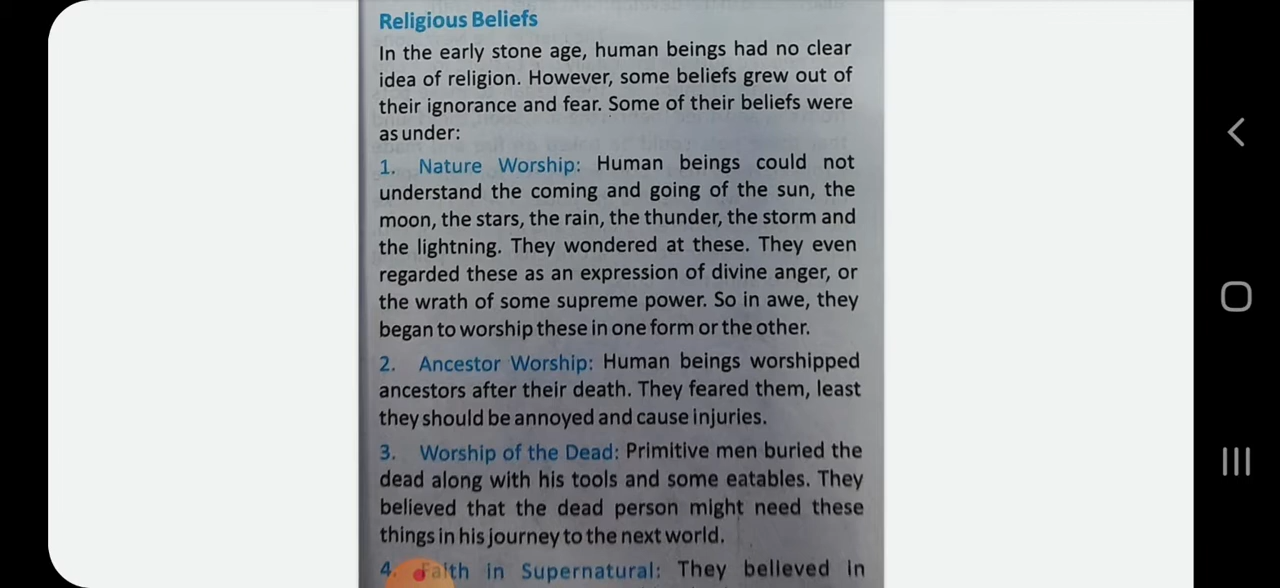 Religious Beliefs
In the early stone age, human beings had no clear
idea of religion. However, some beliefs grew out of
their ignorance and fear. Some of their beliefs were
as under:
1. Nature Worship: Human beings could not
understand the coming and going of the sun, the
moon, the stars, the rain, the thunder, the storm and
the lightning. They wondered at these. They even
regarded these as an expression of divine anger, or
the wrath of some supreme power. So in awe, they
began to worship these in one form or the other.
2. Ancestor Worship: Human beings worshipped
ancestors after their death. They feared them, least
they should be annoyed and cause injuries.
3. Worship of the Dead: Primitive men buried the
dead along with his tools and some eatables. They
believed that the dead person might need these
things in his journey to the next world.
4. Faith in Supernatural: They believed in